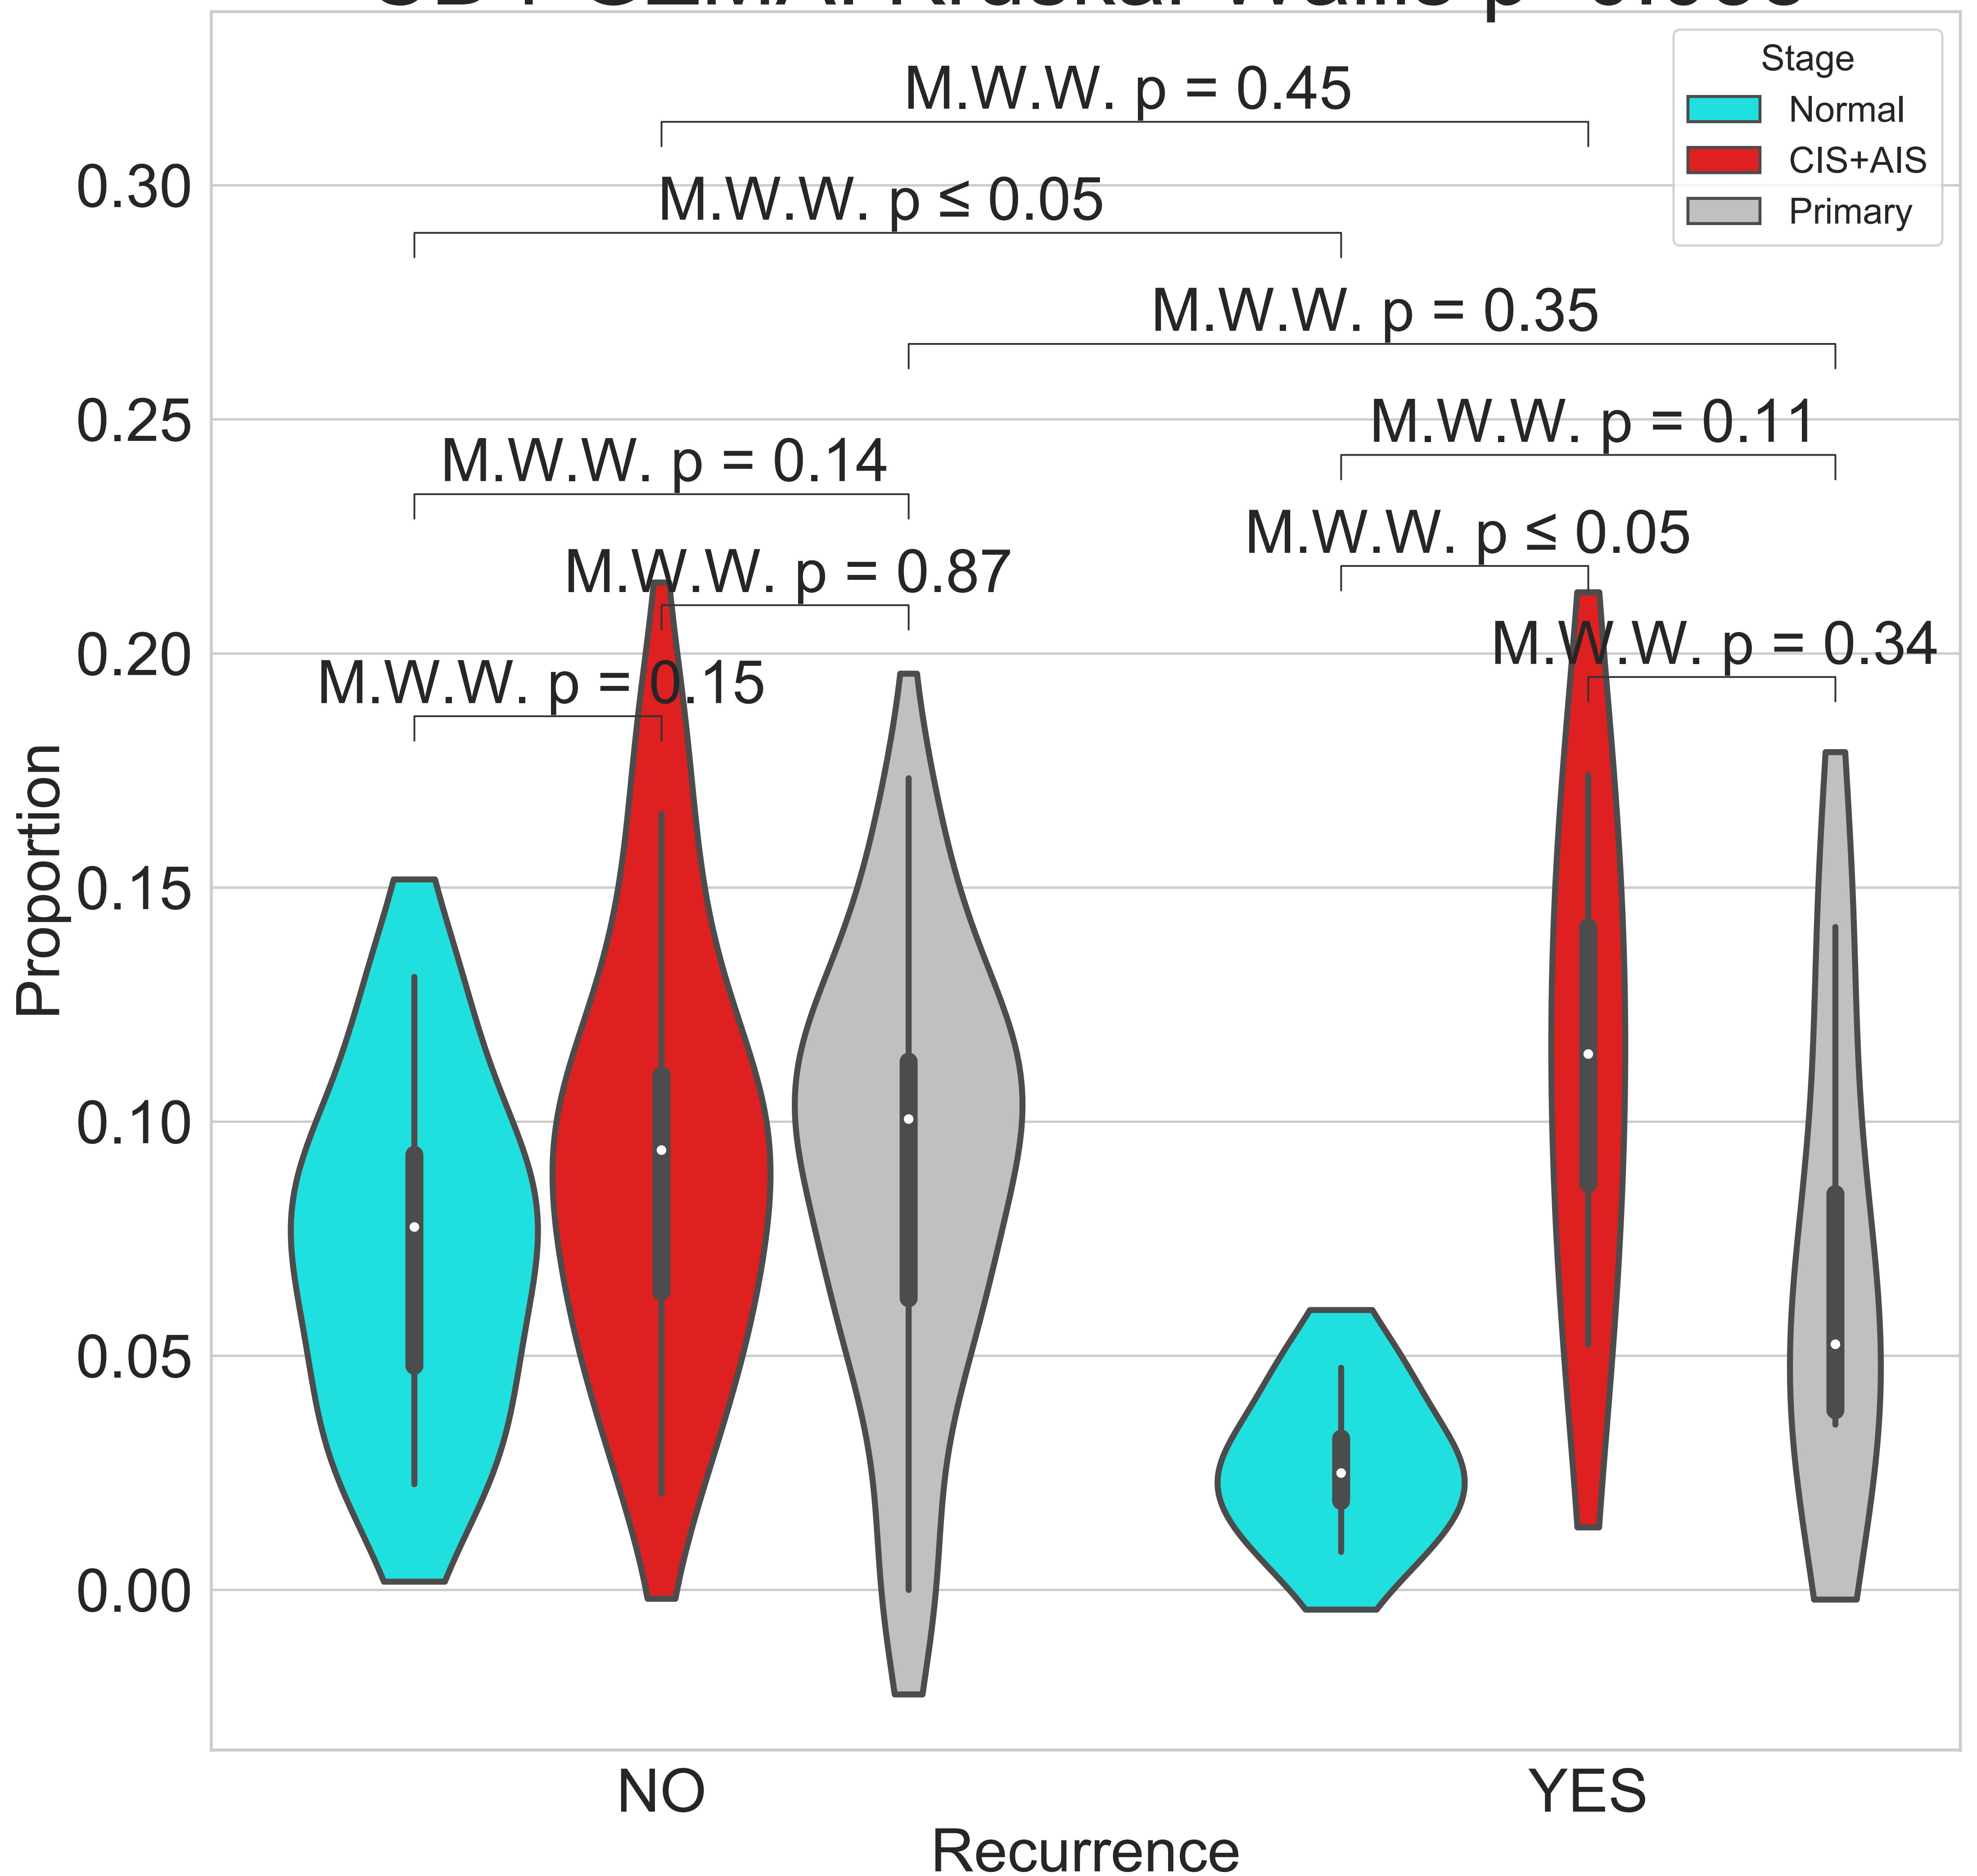 Stage
Normal
CIS+AIS
Primary
M.W.W. p = 0.45
M.W.W. p ≤ 0.05
M.W.W. p = 0.35
M.W.W. p = 0.11
M.W.W. p = 0.14
M.W.W. p ≤ 0.05
M.W.W. p = 0.87
M.W.W. p = 0.34
M.W.W. p = 0.15
0.30
0.25
0.20
0.15
0.10
0.05
0.00
Proportion
NO
YES
Recurrence